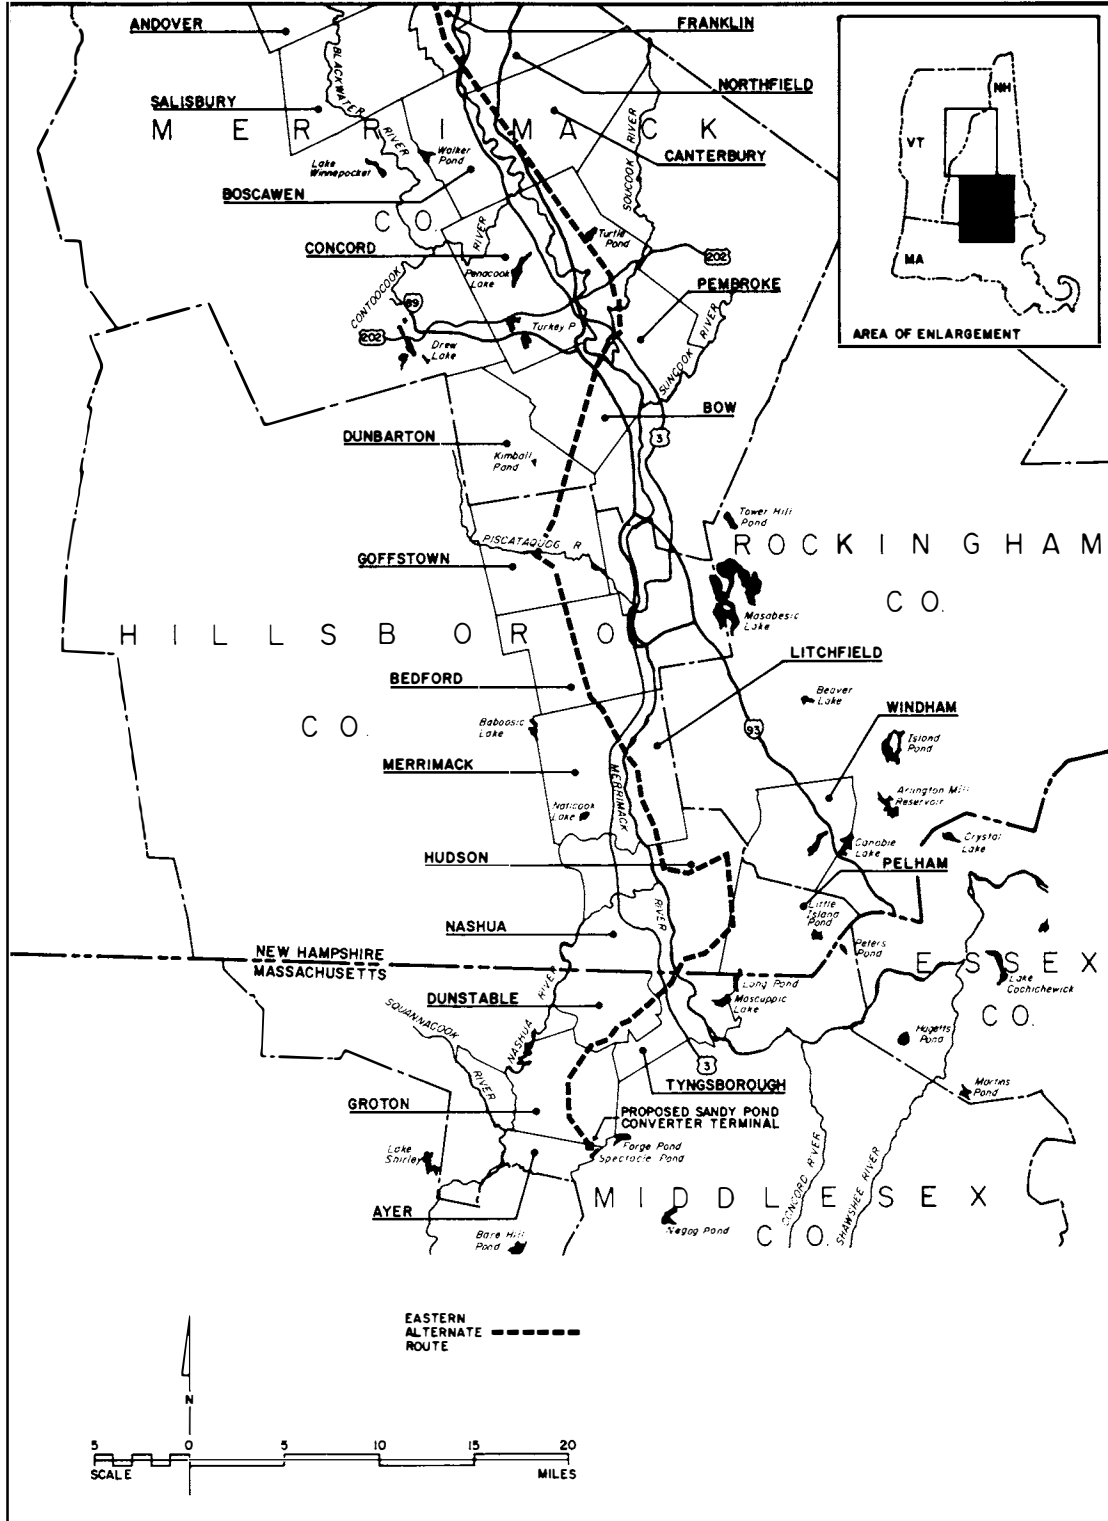 ANDOVER
FRANKLIN
NORTHFIELD
SALISBURY
BLACKWATER RIVER
MERRIMACK
CO.
CANTERBURY
Walker Pond
Lake Winnepocket
BOSCAWEN
SOUCOOK RIVER
CONCORD
Turtle Pond
202
CONTOOCOOK RIVER
Penacook Lake
89
PEMBROKE
202
Turkey P
Drew Lake
SUNCOOK RIVER
BOW
DUNBARTON
3
Kimball Pond
Tower Hill Pond
PISCATAQUOG R
ROCKINGHAM
CO.
GOFFSTOWN
Masabesic Lake
HILLSBORO
CO.
LITCHFIELD
BEDFORD
Beaver Lake
WINDHAM
Baboosic Lake
93
Island Pond
MERRIMACK
MERRIMACK RIVER
Arlington Mill Reservoir
Naticook Lake
Canobie Lake
Crystal Lake
HUDSON
PELHAM
Little Island Pond
NASHUA
Peters Pond
NEW HAMPSHIRE
MASSACHUSETTS
ESSEX
CO.
Long Pond
Lake Cochichewick
DUNSTABLE
Mascuppic Lake
SQUANNACOOK RIVER
NASHUA RIVER
Hagetts Pond
3
TYNGSBOROUGH
Martins Pond
GROTON
PROPOSED SANDY POND
CONVERTER TERMINAL
Forge Pond
Spectacle Pond
Lake Shirley
MIDDLESEX
CO.
CONCORD RIVER
SHAWSHEE RIVER
AYER
Nagog Pond
Bare Hill Pond
NH
VT
MA
AREA OF ENLARGEMENT
EASTERN
ALTERNATE
ROUTE
N
5 0 5 10 15 20
SCALE MILES